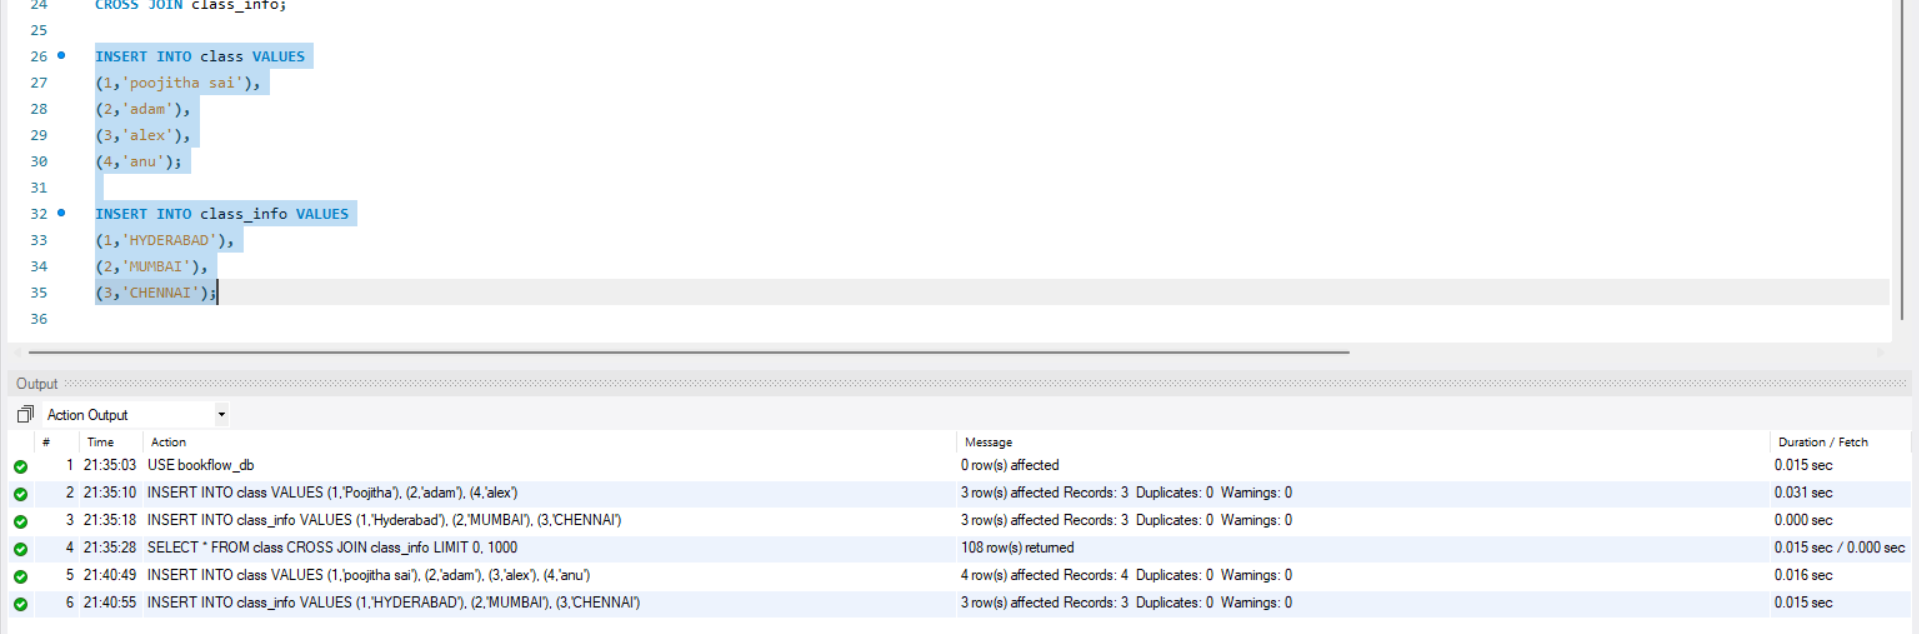 24 CROSS JOIN class_info;
25
26 INSERT INTO class VALUES
27 (1,'poojitha sai'),
28 (2,'adam'),
29 (3,'alex'),
30 (4,'anu');
31
32 INSERT INTO class_info VALUES
33 (1,'HYDERABAD'),
34 (2,'MUMBAI'),
35 (3,'CHENNAI');
36
Output
Action Output
# Time Action Message Duration / Fetch
1 21:35:03 USE bookflow_db 0 row(s) affected 0.015 sec
2 21:35:10 INSERT INTO class VALUES (1,'Poojitha'), (2,'adam'), (4,'alex') 3 row(s) affected Records: 3 Duplicates: 0 Warnings: 0 0.031 sec
3 21:35:18 INSERT INTO class_info VALUES (1,'Hyderabad'), (2,'MUMBAI'), (3,'CHENNAI') 3 row(s) affected Records: 3 Duplicates: 0 Warnings: 0 0.000 sec
4 21:35:28 SELECT * FROM class CROSS JOIN class_info LIMIT 0, 1000 108 row(s) returned 0.015 sec / 0.000 sec
5 21:40:49 INSERT INTO class VALUES (1,'poojitha sai'), (2,'adam'), (3,'alex'), (4,'anu') 4 row(s) affected Records: 4 Duplicates: 0 Warnings: 0 0.016 sec
6 21:40:55 INSERT INTO class_info VALUES (1,'HYDERABAD'), (2,'MUMBAI'), (3,'CHENNAI') 3 row(s) affected Records: 3 Duplicates: 0 Warnings: 0 0.015 sec